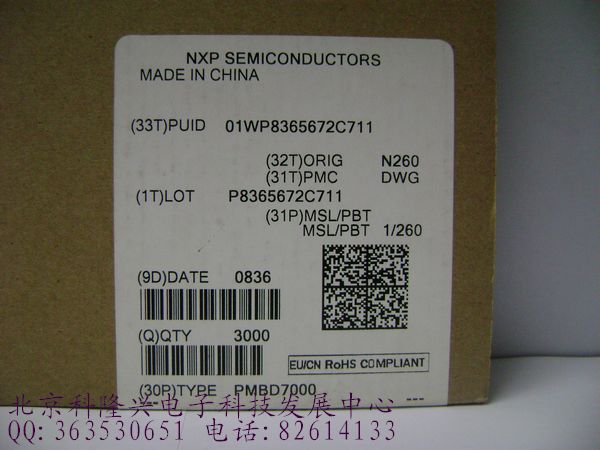 NXP SEMICONDUCTORS
MADE IN CHINA
(33T)PUID 01WP8365672C711
(32T)ORIG N260
(31T)PMC DWG
(1T)LOT P8365672C711
(31P)MSL/PBT
MSL/PBT 1/260
(9D)DATE 0836
(Q)QTY 3000
EU/CN RoHS COMPLIANT
(30P)TYPE PMBD7000
北京科隆兴电子科技发展中心
QQ:363530651 电话:82614133